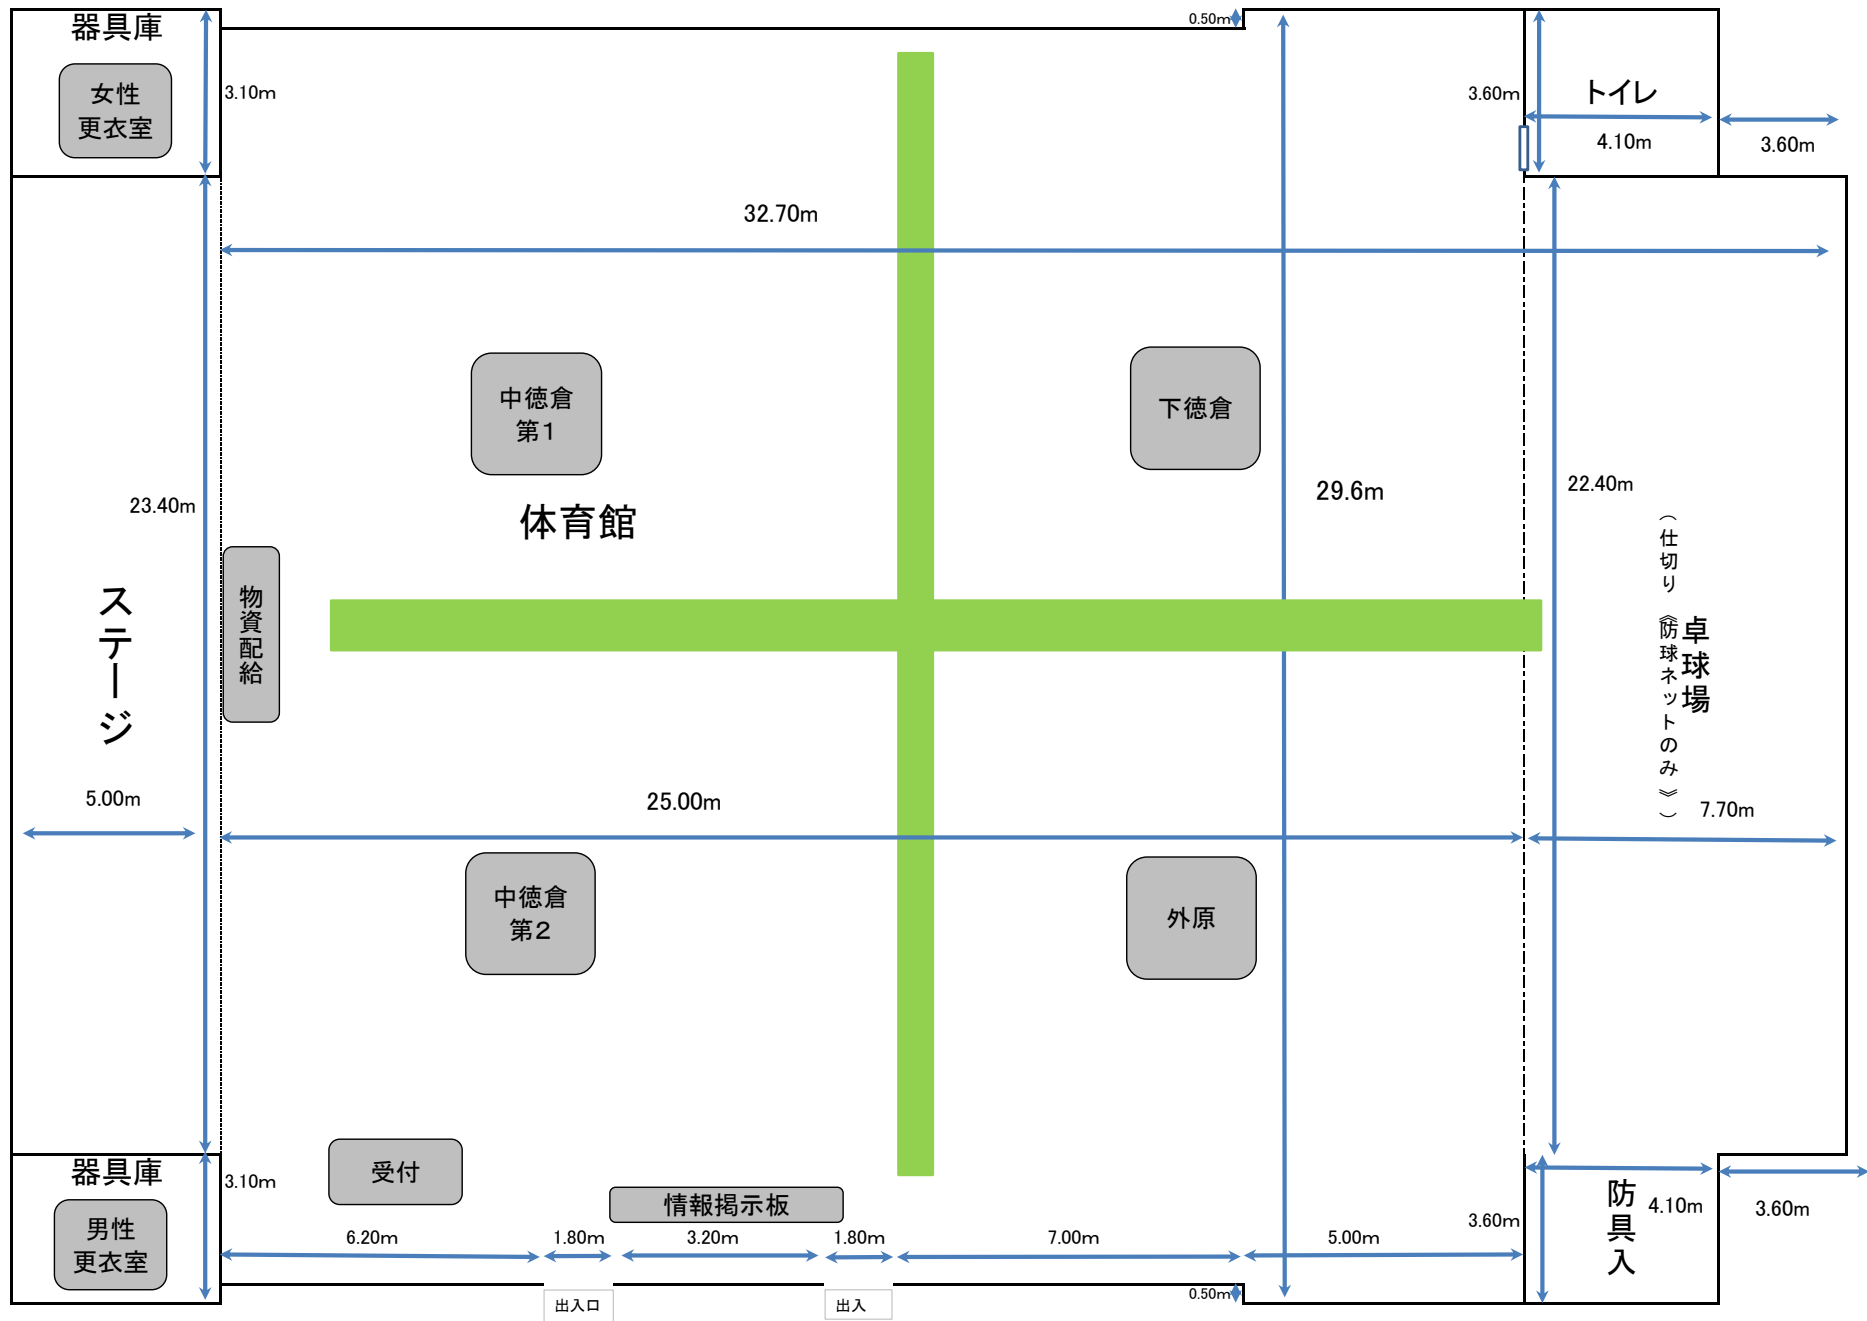 器具庫
女性
更衣室
3.10m
0.50m
3.60m
トイレ
4.10m
3.60m
32.70m
中徳倉
第1
下徳倉
体育館
29.6m
23.40m
22.40m
物資配給
ステージ
(仕切り《防球ネットのみ》)
卓球場
5.00m
25.00m
7.70m
中徳倉
第2
外原
器具庫
男性
更衣室
3.10m
受付
情報掲示板
6.20m
1.80m
3.20m
1.80m
7.00m
5.00m
3.60m
防具入
4.10m
3.60m
0.50m
出入口
出入